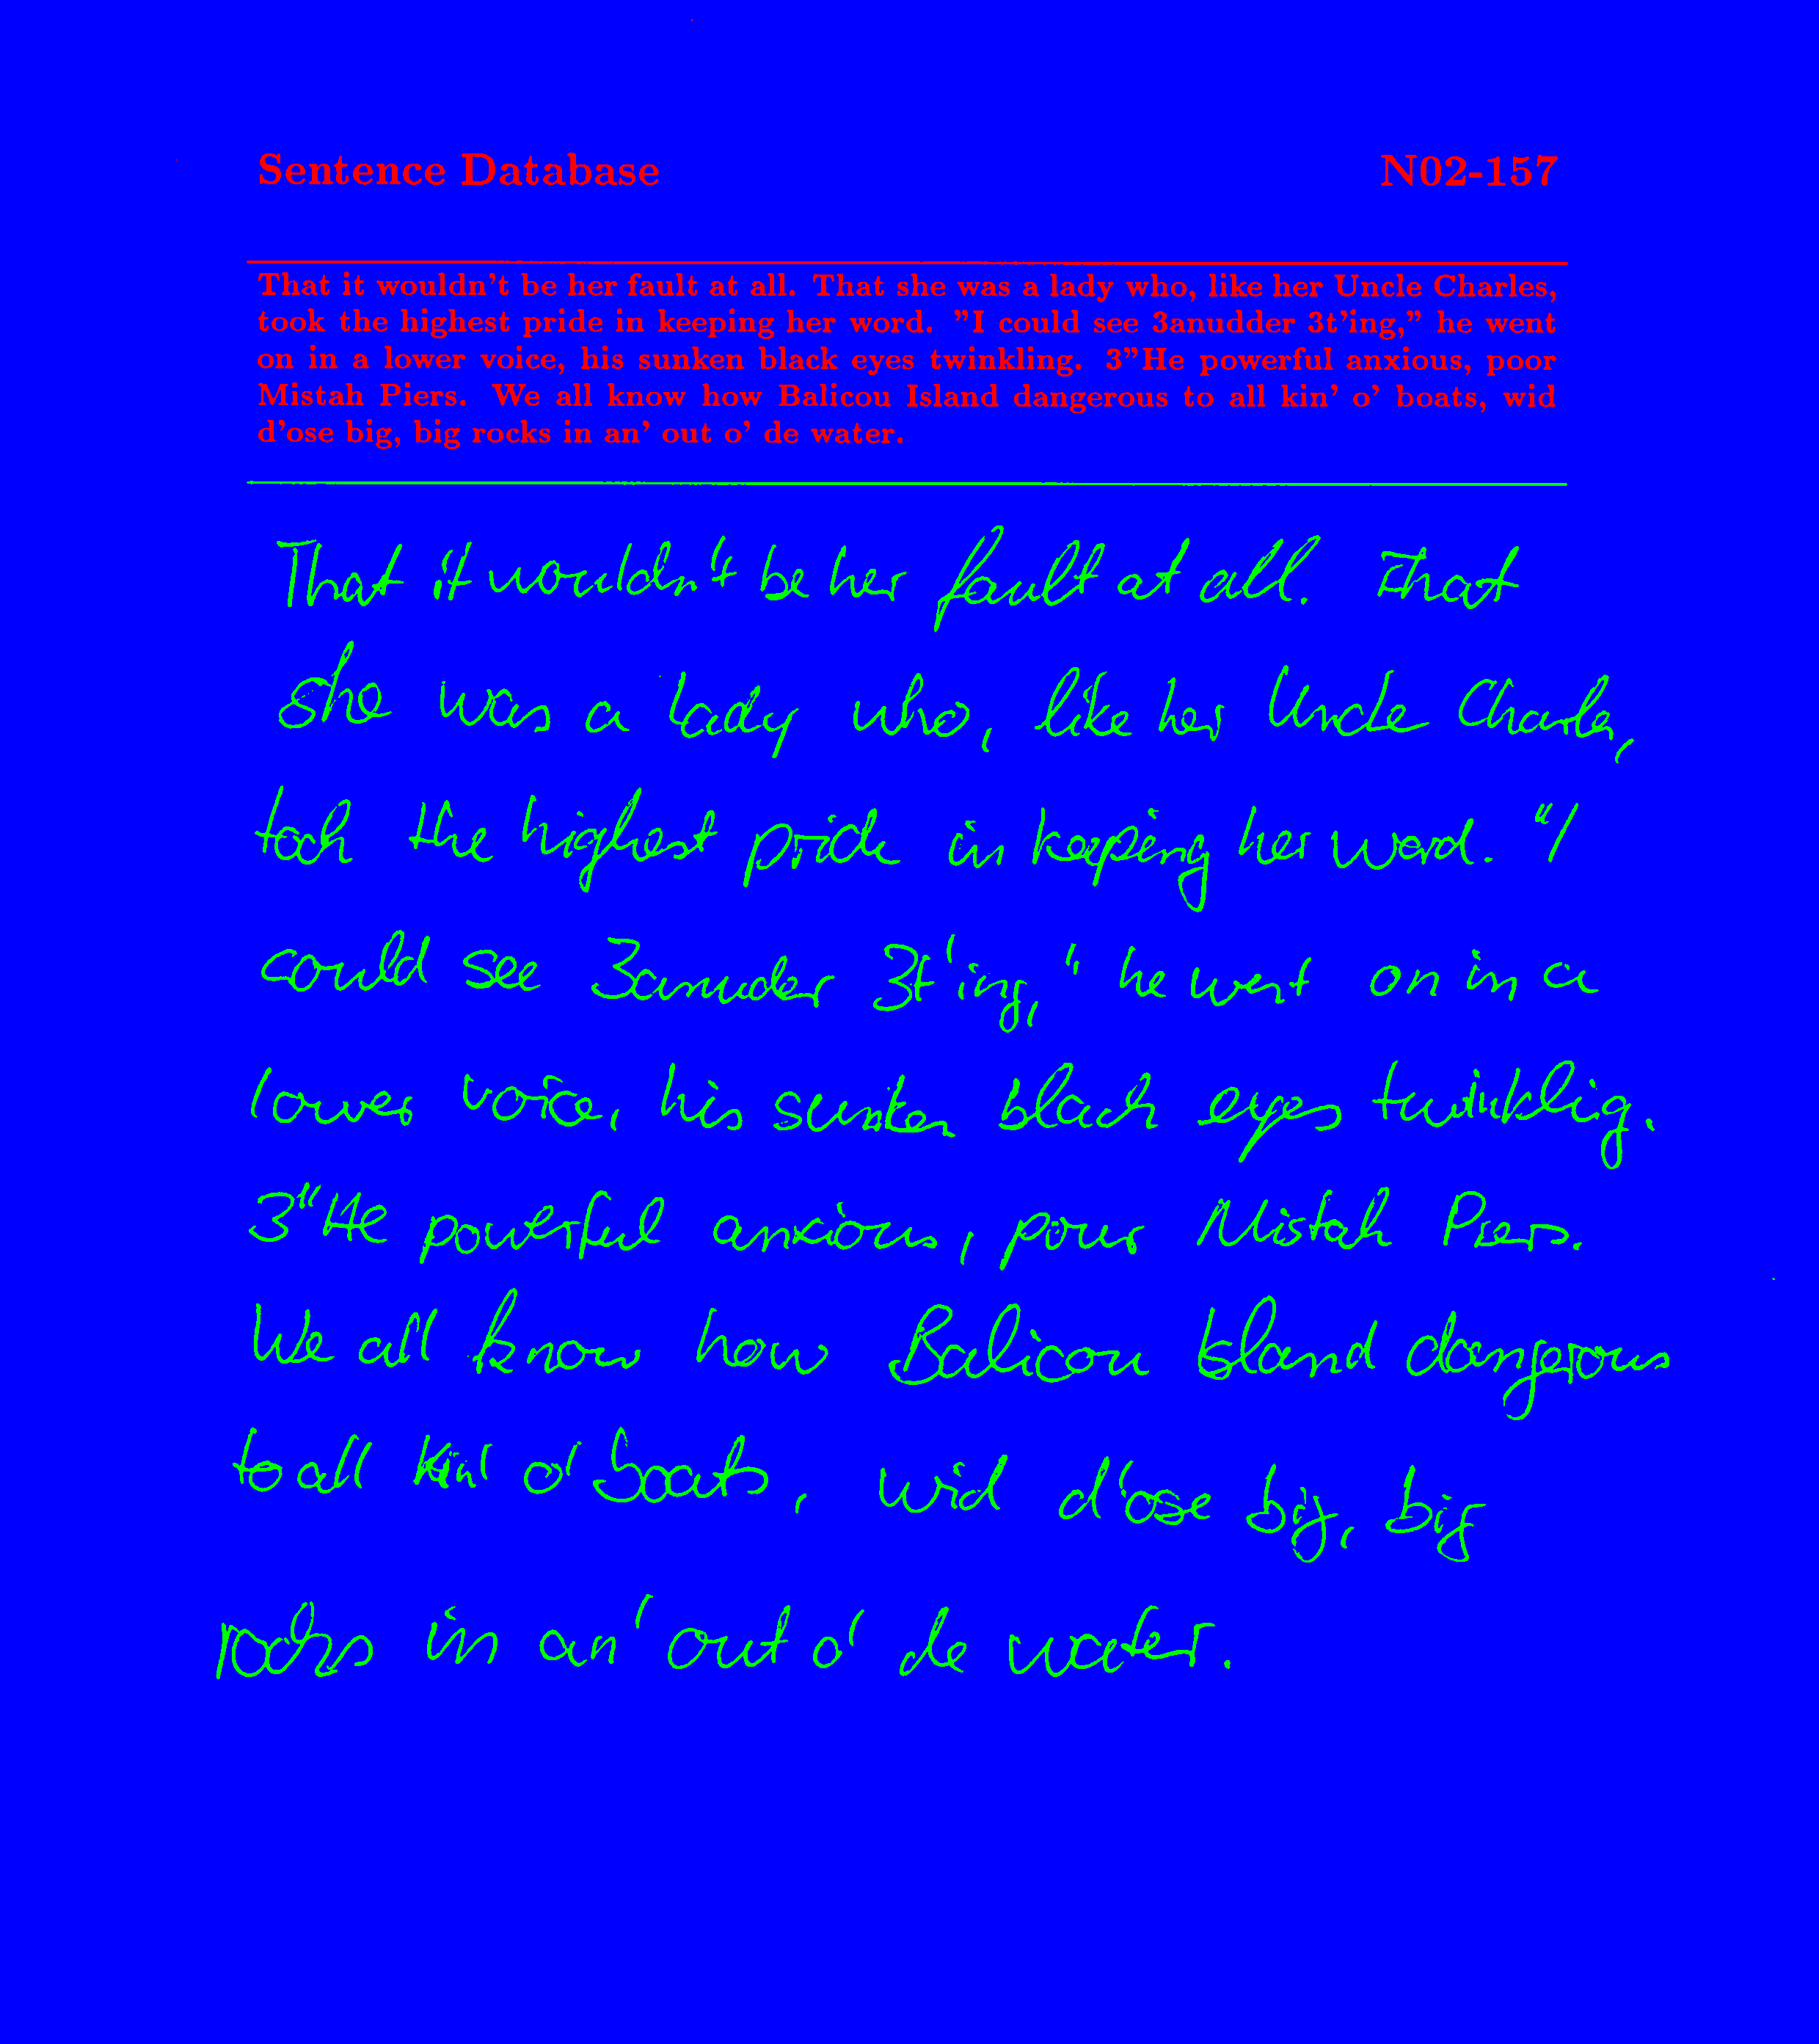 Sentence Database N02-157
That it wouldn't be her fault at all. That she was a lady who, like her Uncle Charles,
took the highest pride in keeping her word. "I could see 3anudder 3t'ing," he went
on in a lower voice, his sunken black eyes twinkling. 3"He powerful anxious, poor
Mistah Piers. We all know how Balicou Island dangerous to all kin' o' boats, wid
d'ose big, big rocks in an' out o' de water.
That it wouldn't be her fault at all. That
she was a lady who, like her Uncle Charles,
took the highest pride in keeping her word. "I
could see 3anuder 3t'ing," he went on in a
lower voice, his sunken black eyes twinklig.
3"He powerful anxious, pour Mistah Piers.
We all know how Balicou Island dangerous
to all kin' o' boats, wid d'ose big, big
rocks in an' out o' de water.